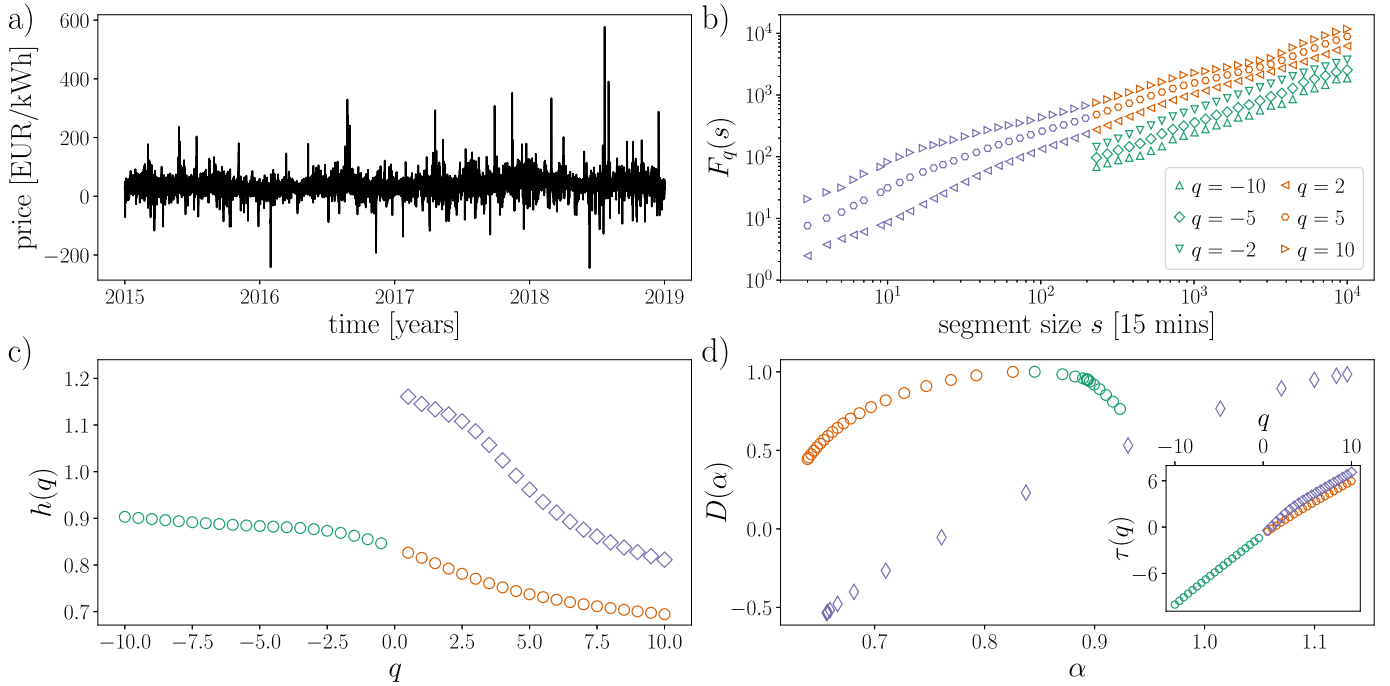 a)
price [EUR/kWh]
600
400
200
0
−200
2015 2016 2017 2018 2019
time [years]
b)
F_q(s)
10^4
10^3
10^2
10^1
10^0
q = −10 q = 2
q = −5 q = 5
q = −2 q = 10
10^1 10^2 10^3 10^4
segment size s [15 mins]
c)
h(q)
1.2
1.1
1.0
0.9
0.8
0.7
−10.0 −7.5 −5.0 −2.5 0.0 2.5 5.0 7.5 10.0
q
d)
D(α)
1.0
0.5
0.0
−0.5
0.7 0.8 0.9 1.0 1.1
α
q
−10 0 10
τ(q)
6
0
−6